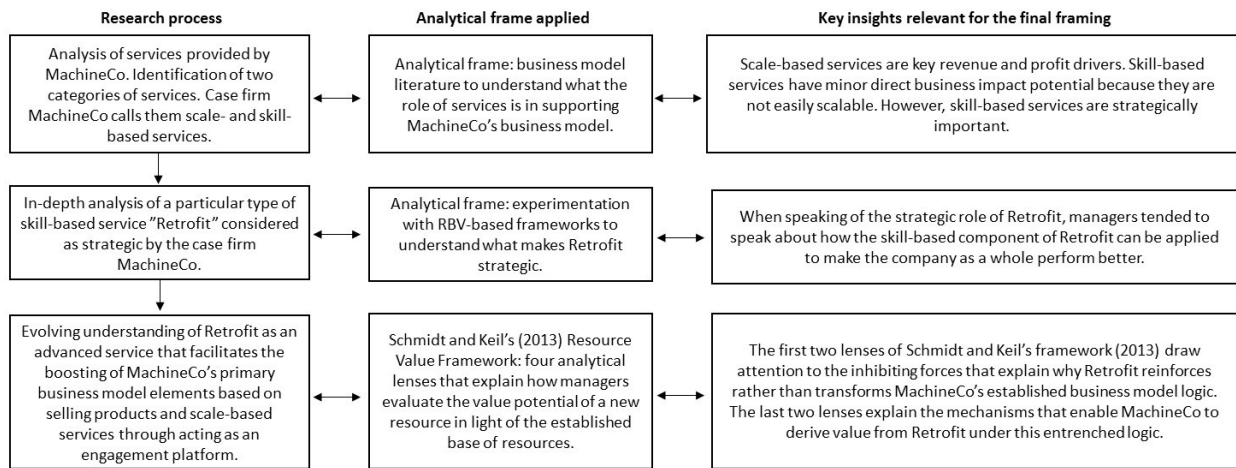 Research process
Analytical frame applied
Key insights relevant for the final framing
Analysis of services provided by
MachineCo. Identification of two
categories of services. Case firm
MachineCo calls them scale- and skill-
based services.
Analytical frame: business model
literature to understand what the
role of services is in supporting
MachineCo's business model.
Scale-based services are key revenue and profit drivers. Skill-based
services have minor direct business impact potential because they are
not easily scalable. However, skill-based services are strategically
important.
In-depth analysis of a particular type of
skill-based service ”Retrofit” considered
as strategic by the case firm
MachineCo.
Analytical frame: experimentation
with RBV-based frameworks to
understand what makes Retrofit
strategic.
When speaking of the strategic role of Retrofit, managers tended to
speak about how the skill-based component of Retrofit can be applied
to make the company as a whole perform better.
Evolving understanding of Retrofit as an
advanced service that facilitates the
boosting of MachineCo's primary
business model elements based on
selling products and scale-based
services through acting as an
engagement platform.
Schmidt and Keil's (2013) Resource
Value Framework: four analytical
lenses that explain how managers
evaluate the value potential of a new
resource in light of the established
base of resources.
The first two lenses of Schmidt and Keil's framework (2013) draw
attention to the inhibiting forces that explain why Retrofit reinforces
rather than transforms MachineCo's established business model logic.
The last two lenses explain the mechanisms that enable MachineCo to
derive value from Retrofit under this entrenched logic.